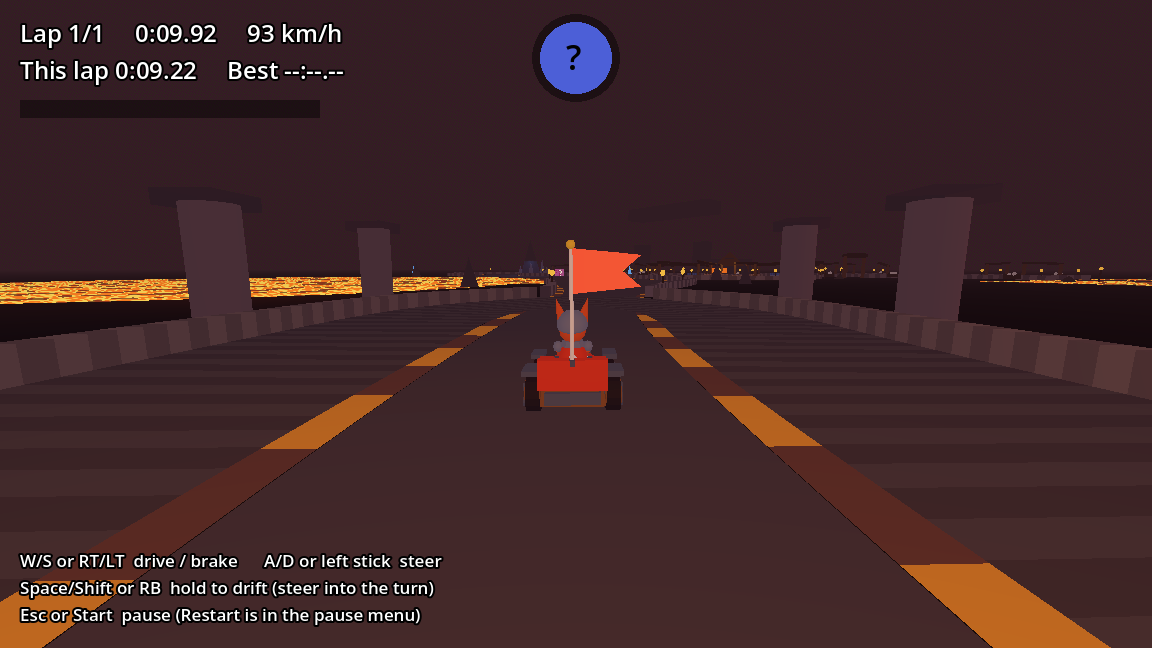 Lap 1/1 0:09.92 93 km/h
This lap 0:09.22 Best --:--.--
?
W/S or RT/LT drive / brake A/D or left stick steer
Space/Shift or RB hold to drift (steer into the turn)
Esc or Start pause (Restart is in the pause menu)